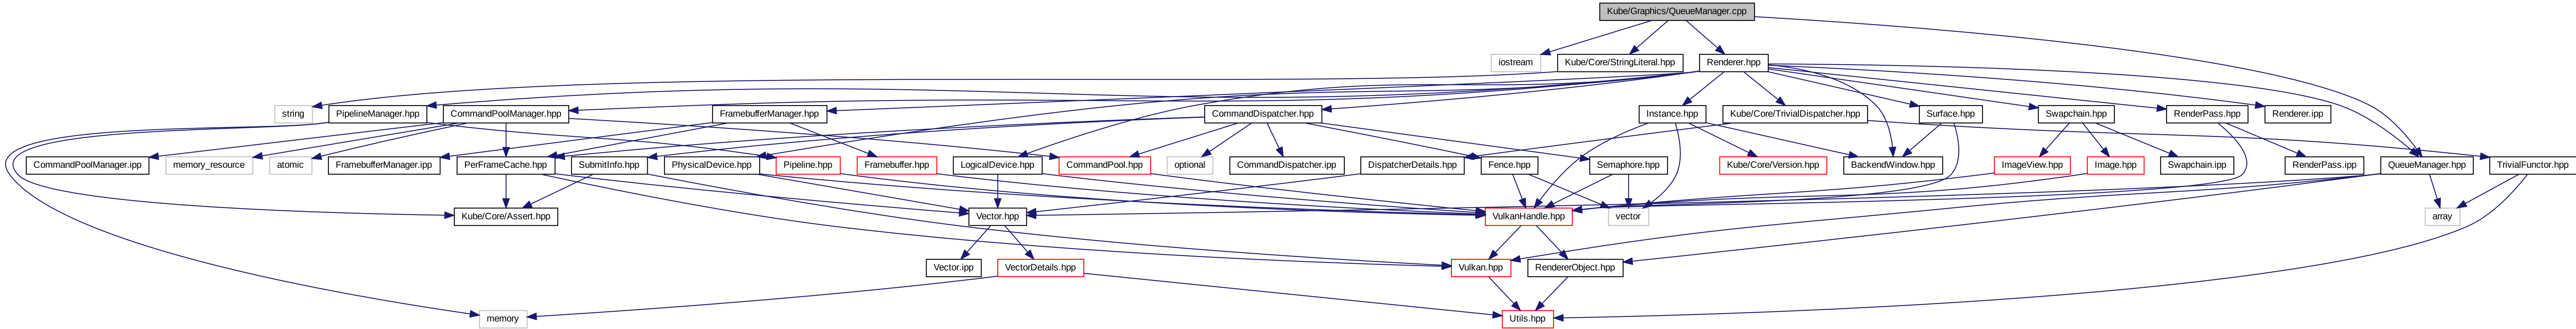 Kube/Graphics/QueueManager.cpp
iostream
Kube/Core/StringLiteral.hpp
Renderer.hpp
string
PipelineManager.hpp
CommandPoolManager.hpp
FramebufferManager.hpp
CommandDispatcher.hpp
Instance.hpp
Kube/Core/TrivialDispatcher.hpp
Surface.hpp
Swapchain.hpp
RenderPass.hpp
Renderer.ipp
CommandPoolManager.ipp
memory_resource
atomic
FramebufferManager.ipp
PerFrameCache.hpp
SubmitInfo.hpp
PhysicalDevice.hpp
Pipeline.hpp
Framebuffer.hpp
LogicalDevice.hpp
CommandPool.hpp
optional
CommandDispatcher.ipp
DispatcherDetails.hpp
Fence.hpp
Semaphore.hpp
Kube/Core/Version.hpp
BackendWindow.hpp
ImageView.hpp
Image.hpp
Swapchain.ipp
RenderPass.ipp
QueueManager.hpp
TrivialFunctor.hpp
Kube/Core/Assert.hpp
Vector.hpp
VulkanHandle.hpp
vector
array
Vector.ipp
VectorDetails.hpp
Vulkan.hpp
RendererObject.hpp
memory
Utils.hpp